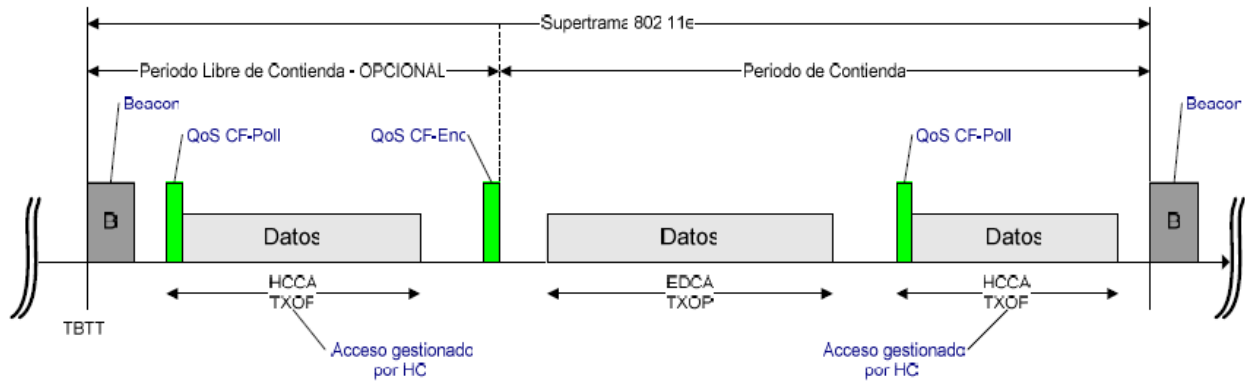 Supertrama 802 11e
Periodo Libre de Contienda - OPCIONAL
Periodo de Contienda
Beacon
QoS CF-Poll
QoS CF-End
QoS CF-Poll
Beacon
B
Datos
Datos
Datos
B
HCCA
TXOP
EDCA
TXOP
HCCA
TXOP
TBTT
Acceso gestionado
por HC
Acceso gestionado
por HC